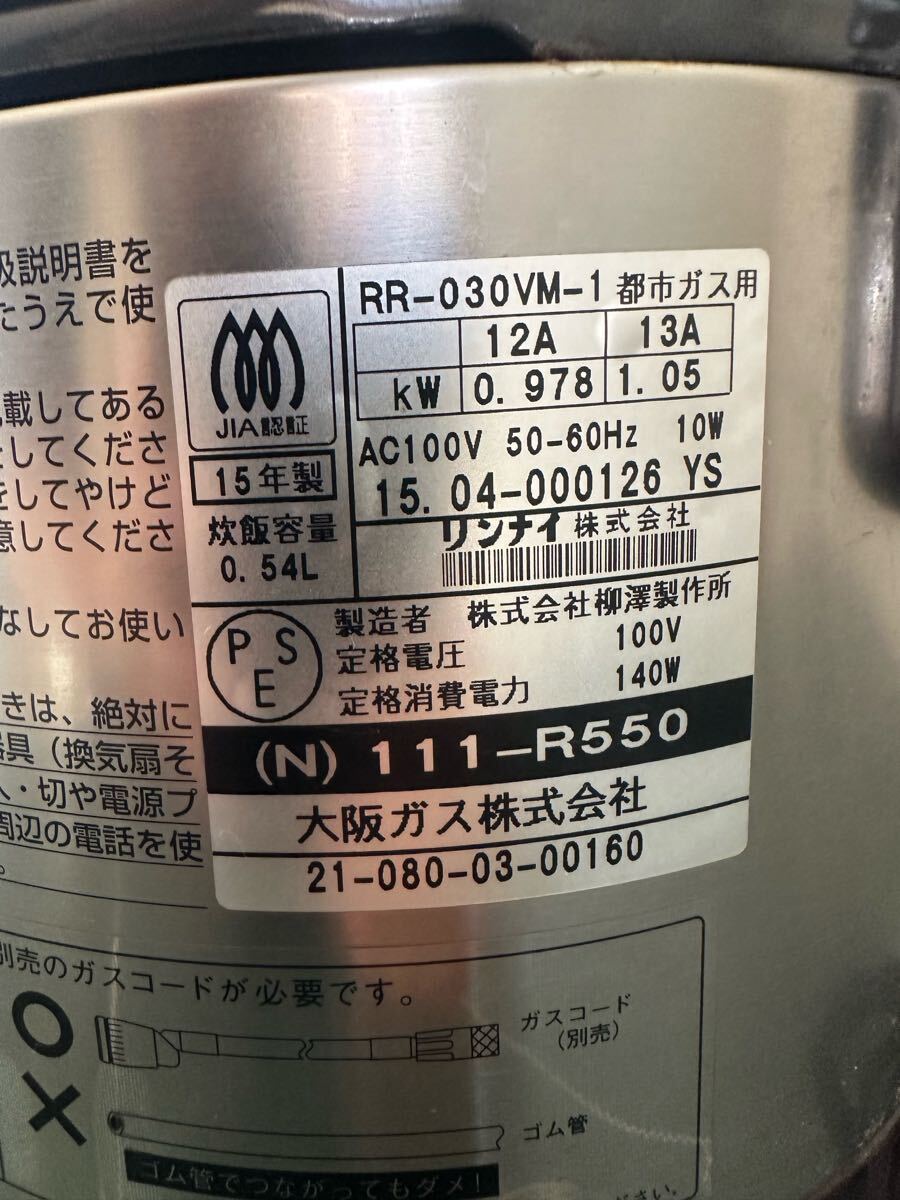 扱説明書を
たうえで使
載してある
してくださ
をしてやけど
意してくださ
なしてお使い
きは、絶対に
器具（換気扇そ
入・切や電源プ
周辺の電話を使
。
JIA認証
15年製
炊飯容量
0.54L
RR-030VM-1 都市ガス用
12A 13A
kW 0.978 1.05
AC100V 50-60Hz 10W
15.04-000126 YS
リンナイ株式会社
PSE
製造者 株式会社柳澤製作所
定格電圧 100V
定格消費電力 140W
(N) 111-R550
大阪ガス株式会社
21-080-03-00160
別売のガスコードが必要です。
ガスコード
（別売）
ゴム管
ゴム管でつながってもダメ！
ださい。